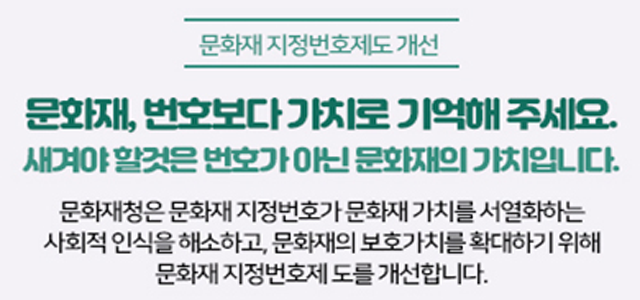 문화재 지정번호제도 개선
문화재, 번호보다 가치로 기억해 주세요.
새겨야 할것은 번호가 아닌 문화재의 가치입니다.
문화재청은 문화재 지정번호가 문화재 가치를 서열화하는
사회적 인식을 해소하고, 문화재의 보호가치를 확대하기 위해
문화재 지정번호제 도를 개선합니다.